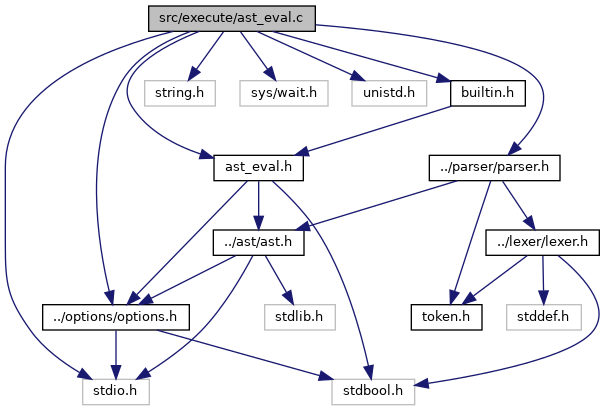 src/execute/ast_eval.c
string.h
sys/wait.h
unistd.h
builtin.h
ast_eval.h
../parser/parser.h
../ast/ast.h
../lexer/lexer.h
../options/options.h
stdlib.h
token.h
stddef.h
stdio.h
stdbool.h